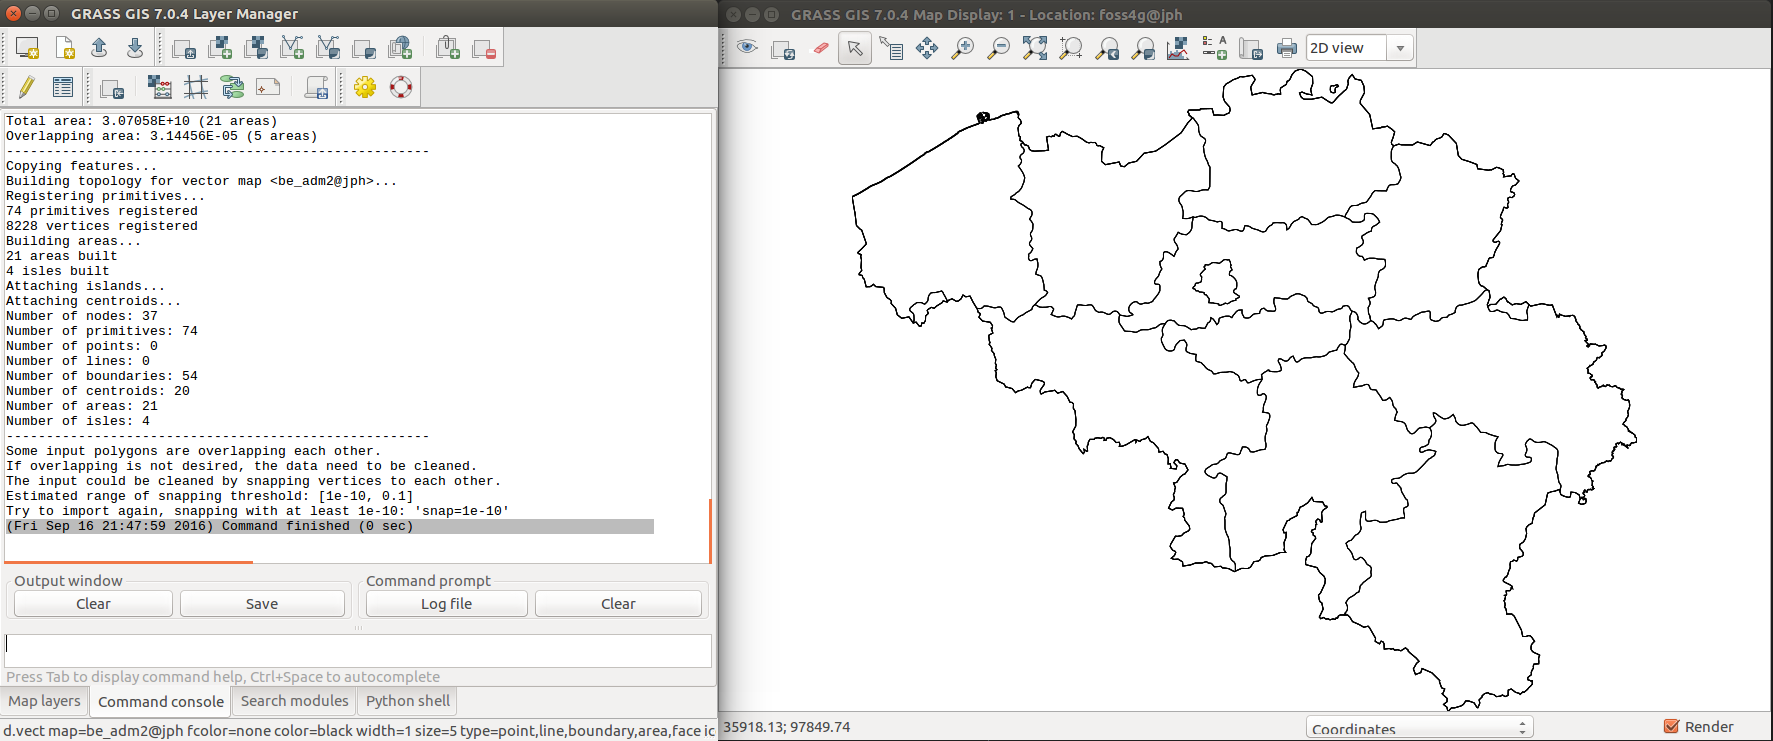 GRASS GIS 7.0.4 Layer Manager
GRASS GIS 7.0.4 Map Display: 1 - Location: foss4g@jph
2D view
Total area: 3.07058E+10 (21 areas)
Overlapping area: 3.14456E-05 (5 areas)
-----------------------------------------------------
Copying features...
Building topology for vector map <be_adm2@jph>...
Registering primitives...
74 primitives registered
8228 vertices registered
Building areas...
21 areas built
4 isles built
Attaching islands...
Attaching centroids...
Number of nodes: 37
Number of primitives: 74
Number of points: 0
Number of lines: 0
Number of boundaries: 54
Number of centroids: 20
Number of areas: 21
Number of isles: 4
-----------------------------------------------------
Some input polygons are overlapping each other.
If overlapping is not desired, the data need to be cleaned.
The input could be cleaned by snapping vertices to each other.
Estimated range of snapping threshold: [1e-10, 0.1]
Try to import again, snapping with at least 1e-10: 'snap=1e-10'
(Fri Sep 16 21:47:59 2016) Command finished (0 sec)
Output window
Command prompt
Clear
Save
Log file
Clear
Press Tab to display command help, Ctrl+Space to autocomplete
Map layers
Command console
Search modules
Python shell
d.vect map=be_adm2@jph fcolor=none color=black width=1 size=5 type=point,line,boundary,area,face ic
35918.13; 97849.74
Coordinates
Render